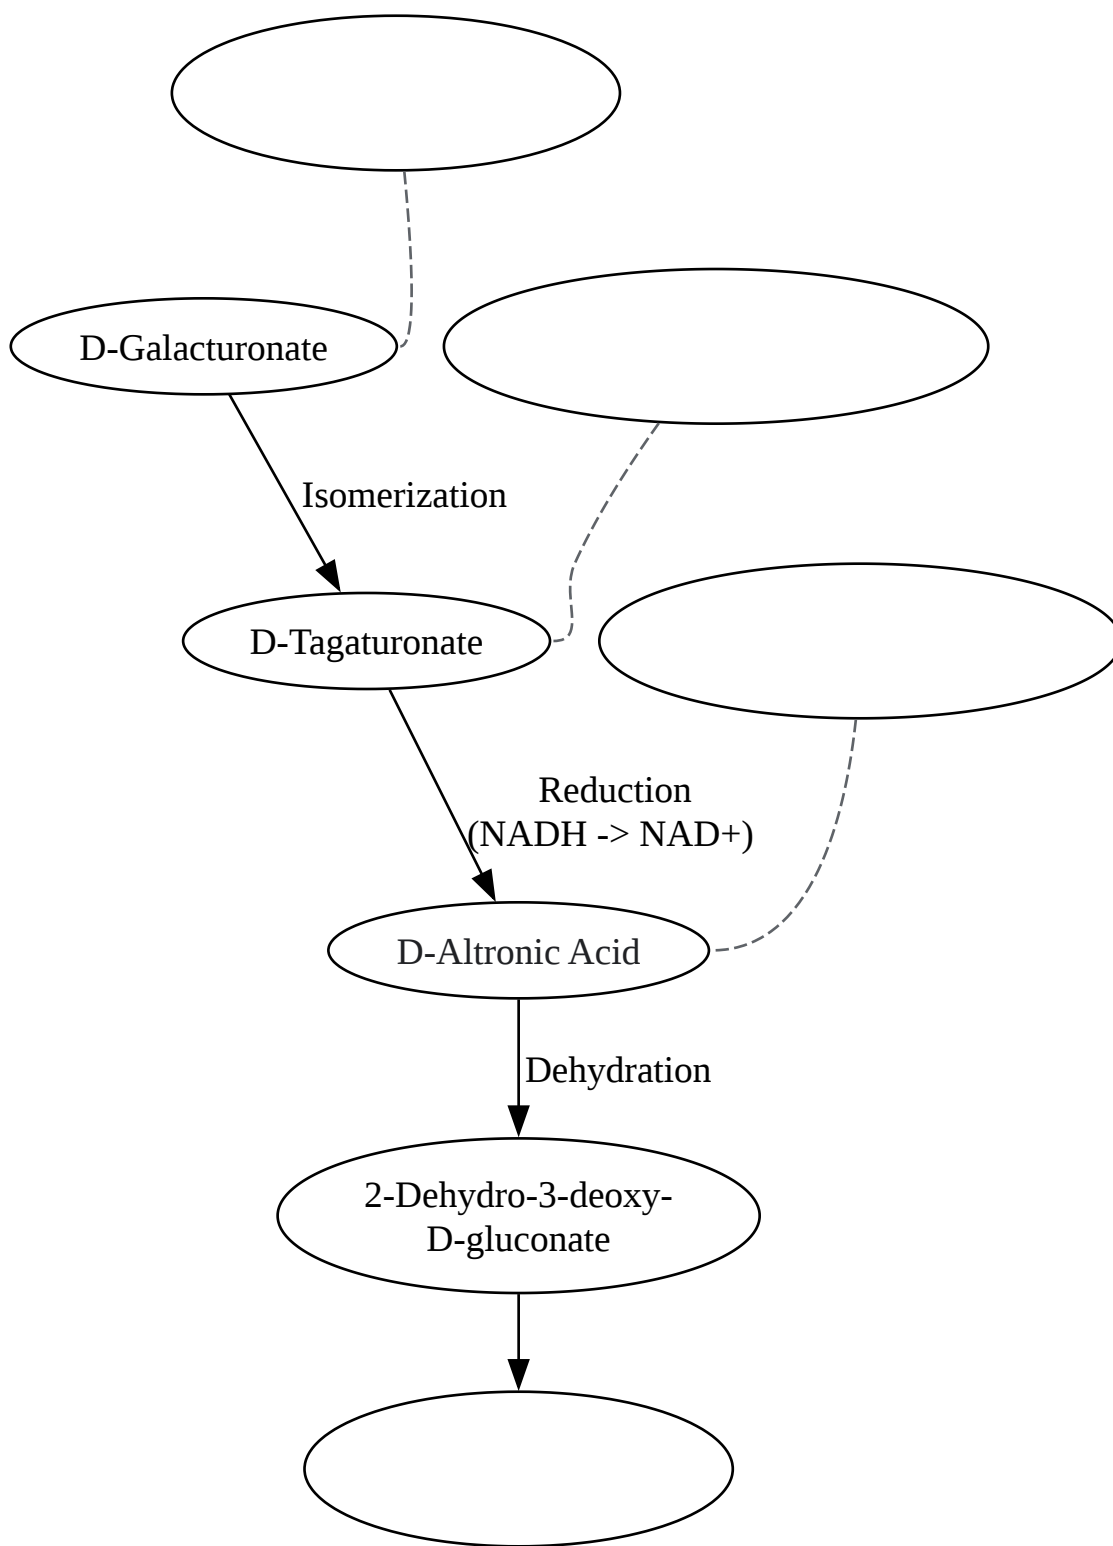 D-Galacturonate
Isomerization
D-Tagaturonate
Reduction
(NADH -> NAD+)
D-Altronic Acid
Dehydration
2-Dehydro-3-deoxy-
D-gluconate